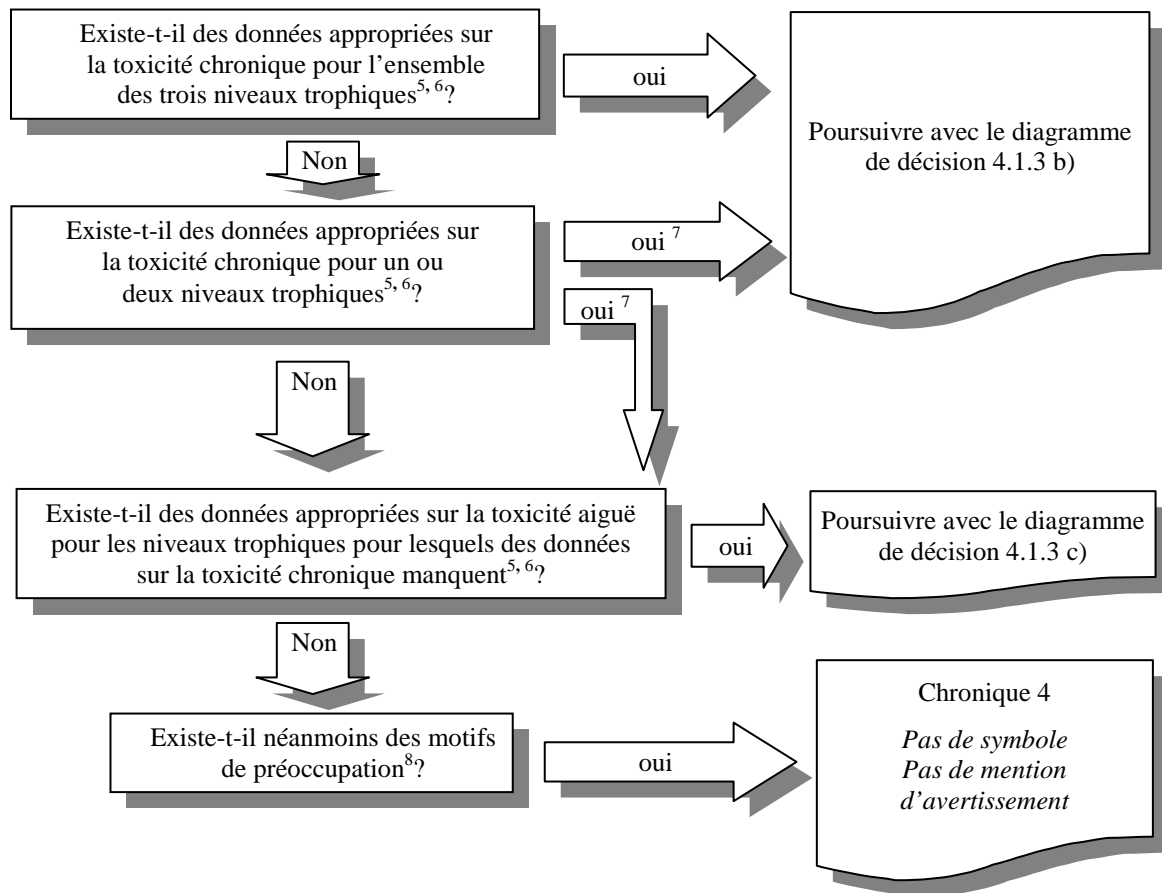 Existe-t-il des données appropriées sur
la toxicité chronique pour l'ensemble
des trois niveaux trophiques5, 6?
oui
Poursuivre avec le diagramme
de décision 4.1.3 b)
Non
Existe-t-il des données appropriées sur
la toxicité chronique pour un ou
deux niveaux trophiques5, 6?
oui 7
oui 7
Non
Existe-t-il des données appropriées sur la toxicité aiguë
pour les niveaux trophiques pour lesquels des données
sur la toxicité chronique manquent5, 6?
oui
Poursuivre avec le diagramme
de décision 4.1.3 c)
Non
Existe-t-il néanmoins des motifs
de préoccupation8?
oui
Chronique 4
Pas de symbole
Pas de mention
d'avertissement